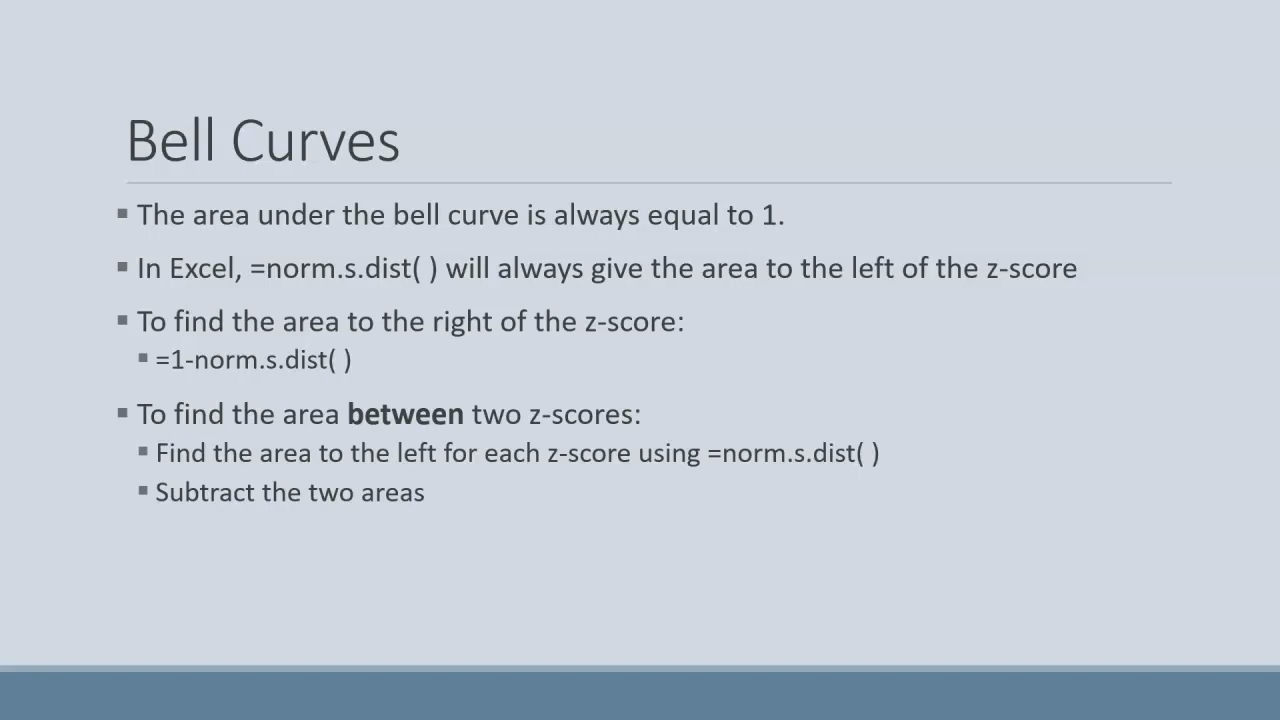 Bell Curves
▪ The area under the bell curve is always equal to 1.
▪ In Excel, =norm.s.dist( ) will always give the area to the left of the z-score
▪ To find the area to the right of the z-score:
▪ =1-norm.s.dist( )
▪ To find the area between two z-scores:
▪ Find the area to the left for each z-score using =norm.s.dist( )
▪ Subtract the two areas